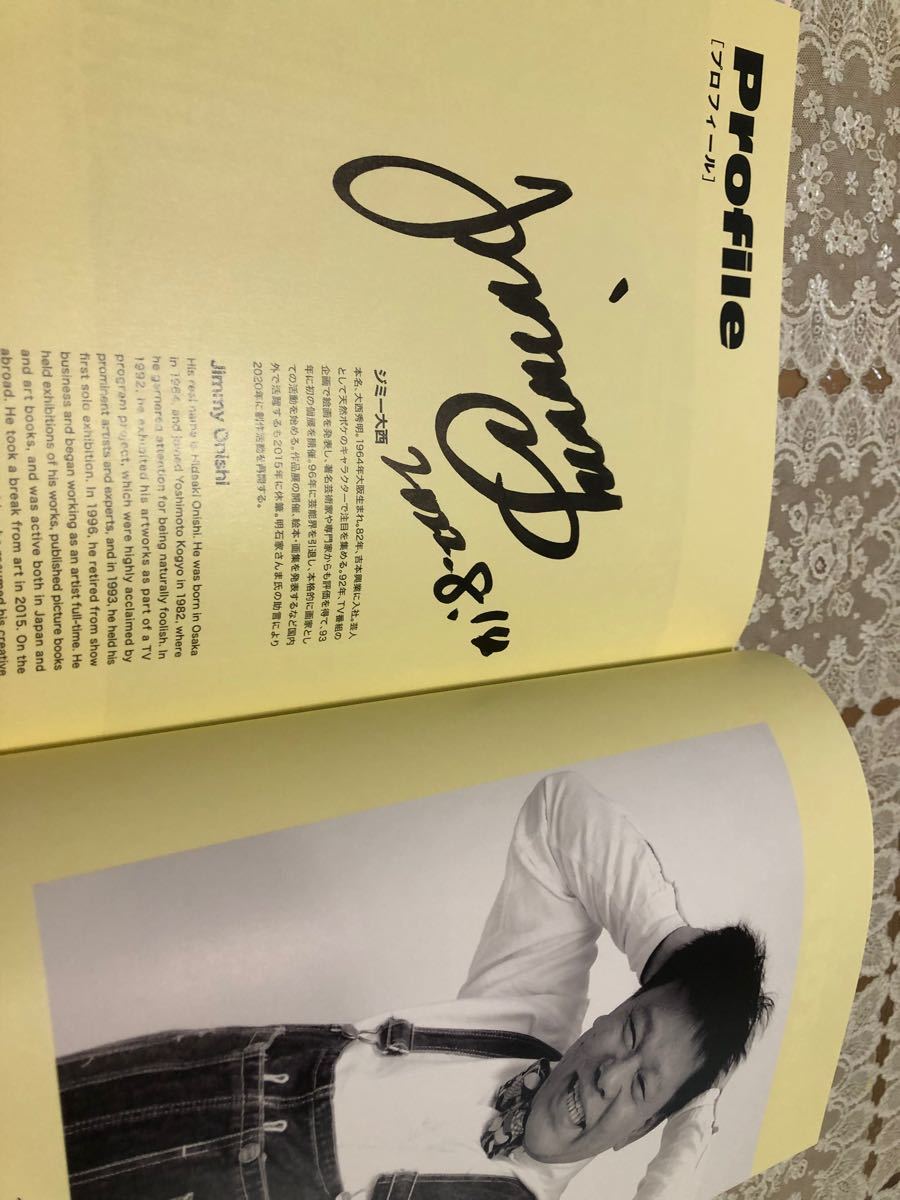 Profile
[プロフィール]
Jimmy
ジミー大西
本名、大西秀明。1964年大阪生まれ。82年、吉本興業に入社。芸人
として天然ボケのキャラクターで注目を集める。92年、TV番組の
企画で絵画を発表し、著名芸術家や専門家からも評価を得て、93
年に初の個展を開催。96年に芸能界を引退し、本格的に画家とし
ての活動を始める。作品展の開催、絵本・画集を発表するなど国内
外で活躍するも2015年に休筆。明石家さんま氏の助言により
2020年に創作活動を再開する。
Jimmy Onishi
His real name is Hideaki Onishi. He was born in Osaka
in 1964, and joined Yoshimoto Kogyo in 1982, where
he garnered attention for being naturally foolish. In
1992, he exhibited his artworks as part of a TV
program project, which were highly acclaimed by
prominent artists and experts, and in 1993, he held his
first solo exhibition. In 1996, he retired from show
business and began working as an artist full-time. He
held exhibitions of his works, published picture books
and art books, and was active both in Japan and
abroad. He took a break from art in 2015. On the
resumed his creative